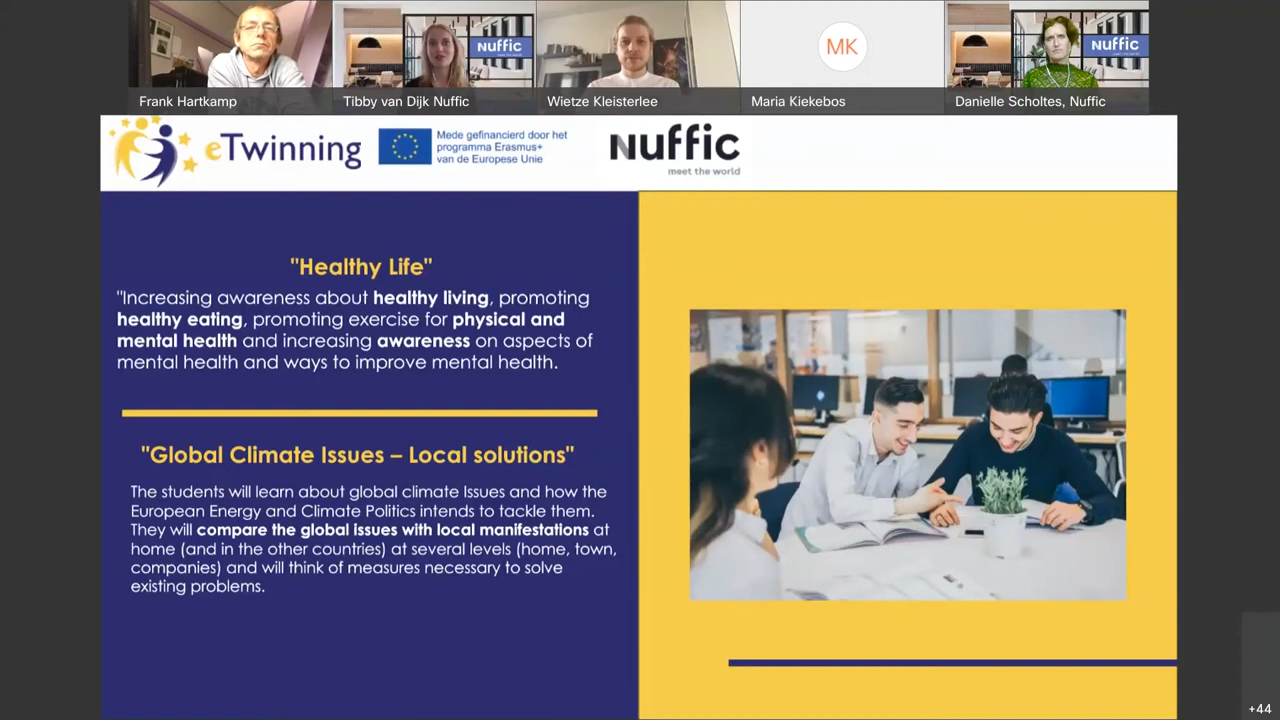 nuffic
nuffic
MK
Frank Hartkamp
Tibby van Dijk Nuffic
Wietze Kleisterlee
Maria Kiekebos
Danielle Scholtes, Nuffic
eTwinning
Mede gefinancierd door het
programma Erasmus+
van de Europese Unie
Nuffic
meet the world
"Healthy Life"
"Increasing awareness about healthy living, promoting
healthy eating, promoting exercise for physical and
mental health and increasing awareness on aspects of
mental health and ways to improve mental health.
"Global Climate Issues – Local solutions"
The students will learn about global climate Issues and how the
European Energy and Climate Politics intends to tackle them.
They will compare the global issues with local manifestations at
home (and in the other countries) at several levels (home, town,
companies) and will think of measures necessary to solve
existing problems.
+44